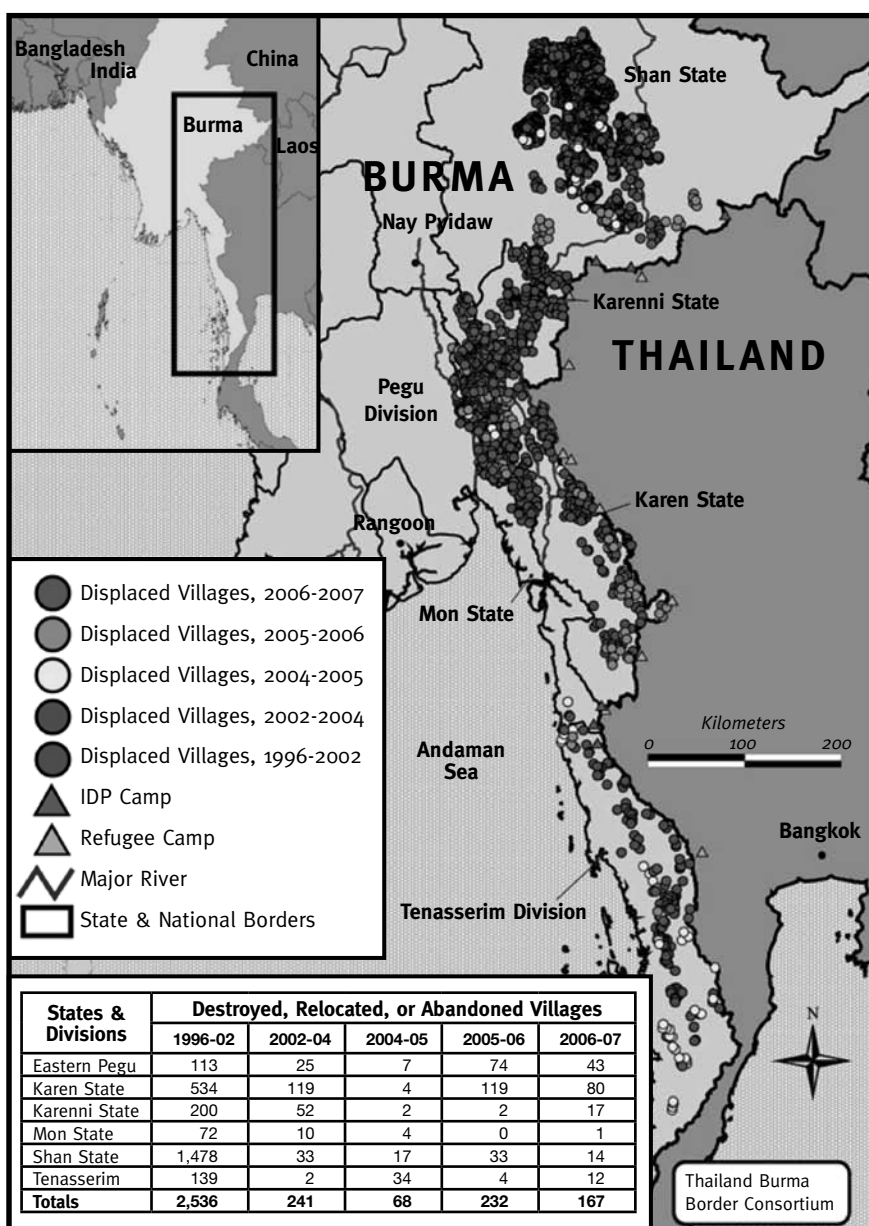 Bangladesh
India
China
Burma
Laos
Shan State
BURMA
Nay Pyidaw
Karenni State
THAILAND
Pegu
Division
Karen State
Rangoon
Mon State
Displaced Villages, 2006-2007
Displaced Villages, 2005-2006
Displaced Villages, 2004-2005
Displaced Villages, 2002-2004
Displaced Villages, 1996-2002
IDP Camp
Refugee Camp
Major River
State & National Borders
Kilometers
0 100 200
Andaman
Sea
Bangkok
Tenasserim Division
N
States &
Divisions
Destroyed, Relocated, or Abandoned Villages
1996-02 2002-04 2004-05 2005-06 2006-07
Eastern Pegu 113 25 7 74 43
Karen State 534 119 4 119 80
Karenni State 200 52 2 2 17
Mon State 72 10 4 0 1
Shan State 1,478 33 17 33 14
Tenasserim 139 2 34 4 12
Totals 2,536 241 68 232 167
Thailand Burma
Border Consortium